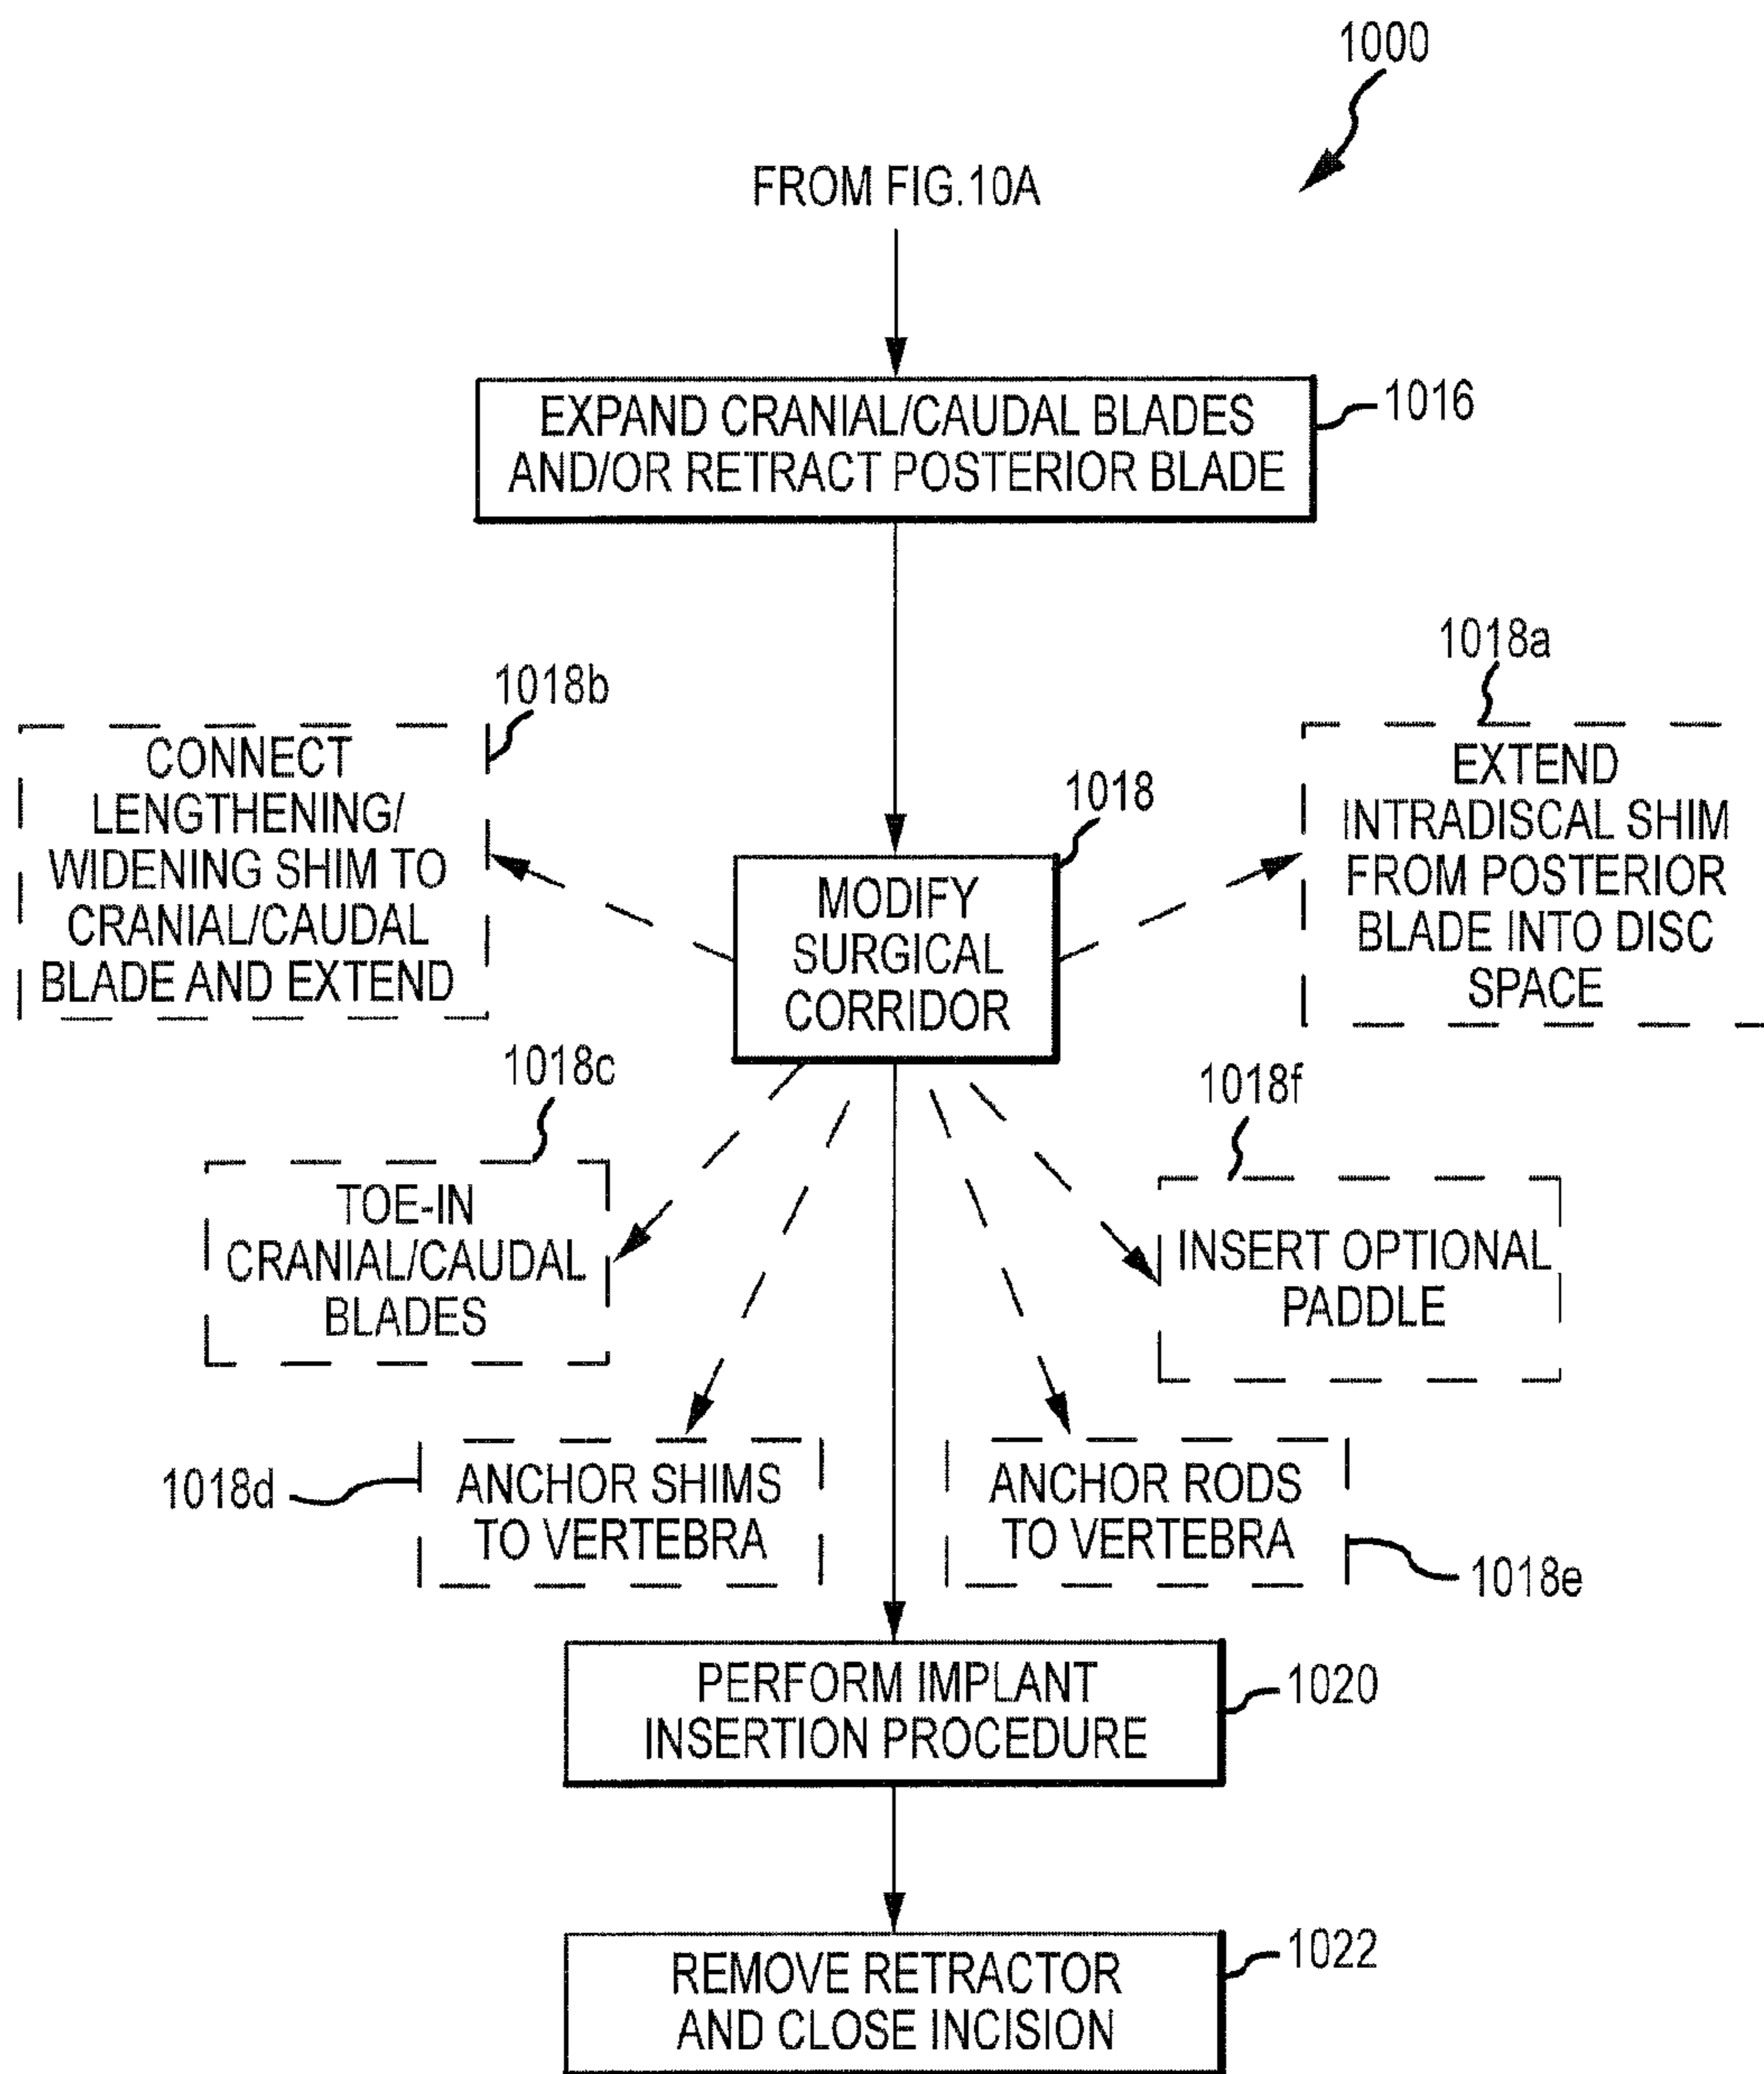 1000
FROM FIG.10A
EXPAND CRANIAL/CAUDAL BLADES
AND/OR RETRACT POSTERIOR BLADE
1016
1018a
1018b
EXTEND
INTRADISCAL SHIM
FROM POSTERIOR
BLADE INTO DISC
SPACE
CONNECT
LENGTHENING/
WIDENING SHIM TO
CRANIAL/CAUDAL
BLADE AND EXTEND
1018
MODIFY
SURGICAL
CORRIDOR
1018c
1018f
TOE-IN
CRANIAL/CAUDAL
BLADES
INSERT OPTIONAL
PADDLE
1018d
ANCHOR SHIMS
TO VERTEBRA
ANCHOR RODS
TO VERTEBRA
1018e
PERFORM IMPLANT
INSERTION PROCEDURE
1020
REMOVE RETRACTOR
AND CLOSE INCISION
1022